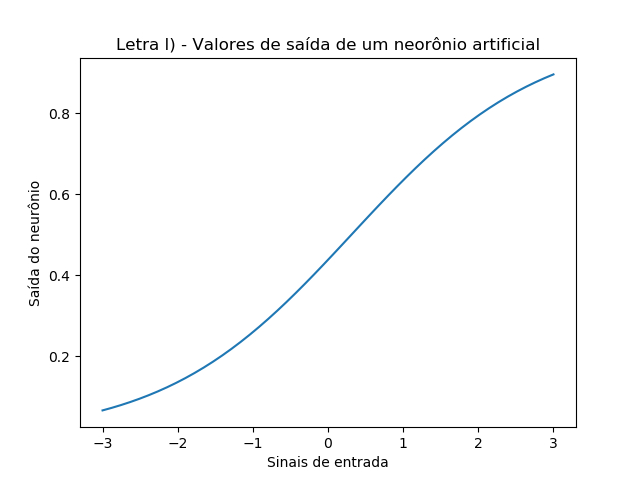 Letra l) - Valores de saída de um neorônio artificial
Saída do neurônio
0.8
0.6
0.4
0.2
−3 −2 −1 0 1 2 3
Sinais de entrada